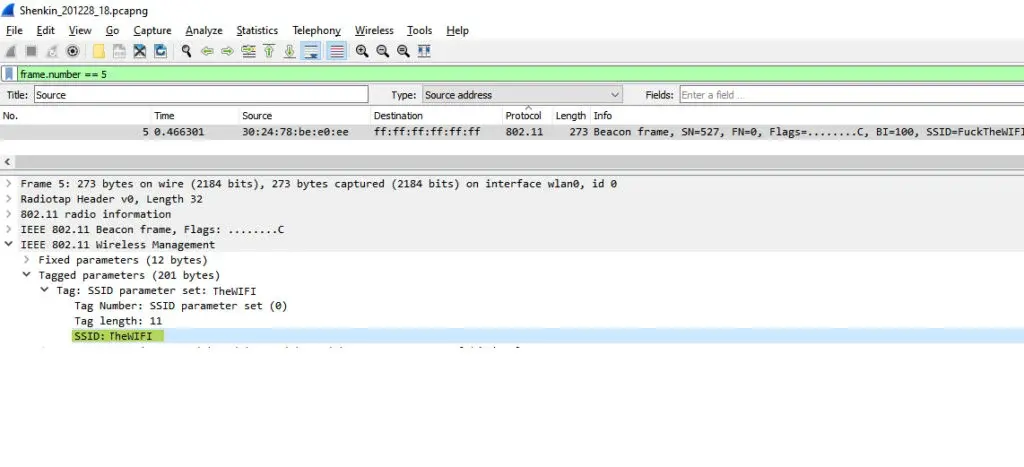 Shenkin_201228_18.pcapng
File Edit View Go Capture Analyze Statistics Telephony Wireless Tools Help
frame.number == 5
Title: Source Type: Source address Fields: Enter a field …
No. Time Source Destination Protocol Length Info
5 0.466301 30:24:78:be:e0:ee ff:ff:ff:ff:ff:ff 802.11 273 Beacon frame, SN=527, FN=0, Flags=........C, BI=100, SSID=FuckTheWIFI
Frame 5: 273 bytes on wire (2184 bits), 273 bytes captured (2184 bits) on interface wlan0, id 0
Radiotap Header v0, Length 32
802.11 radio information
IEEE 802.11 Beacon frame, Flags: ........C
IEEE 802.11 Wireless Management
Fixed parameters (12 bytes)
Tagged parameters (201 bytes)
Tag: SSID parameter set: TheWIFI
Tag Number: SSID parameter set (0)
Tag length: 11
SSID: TheWIFI